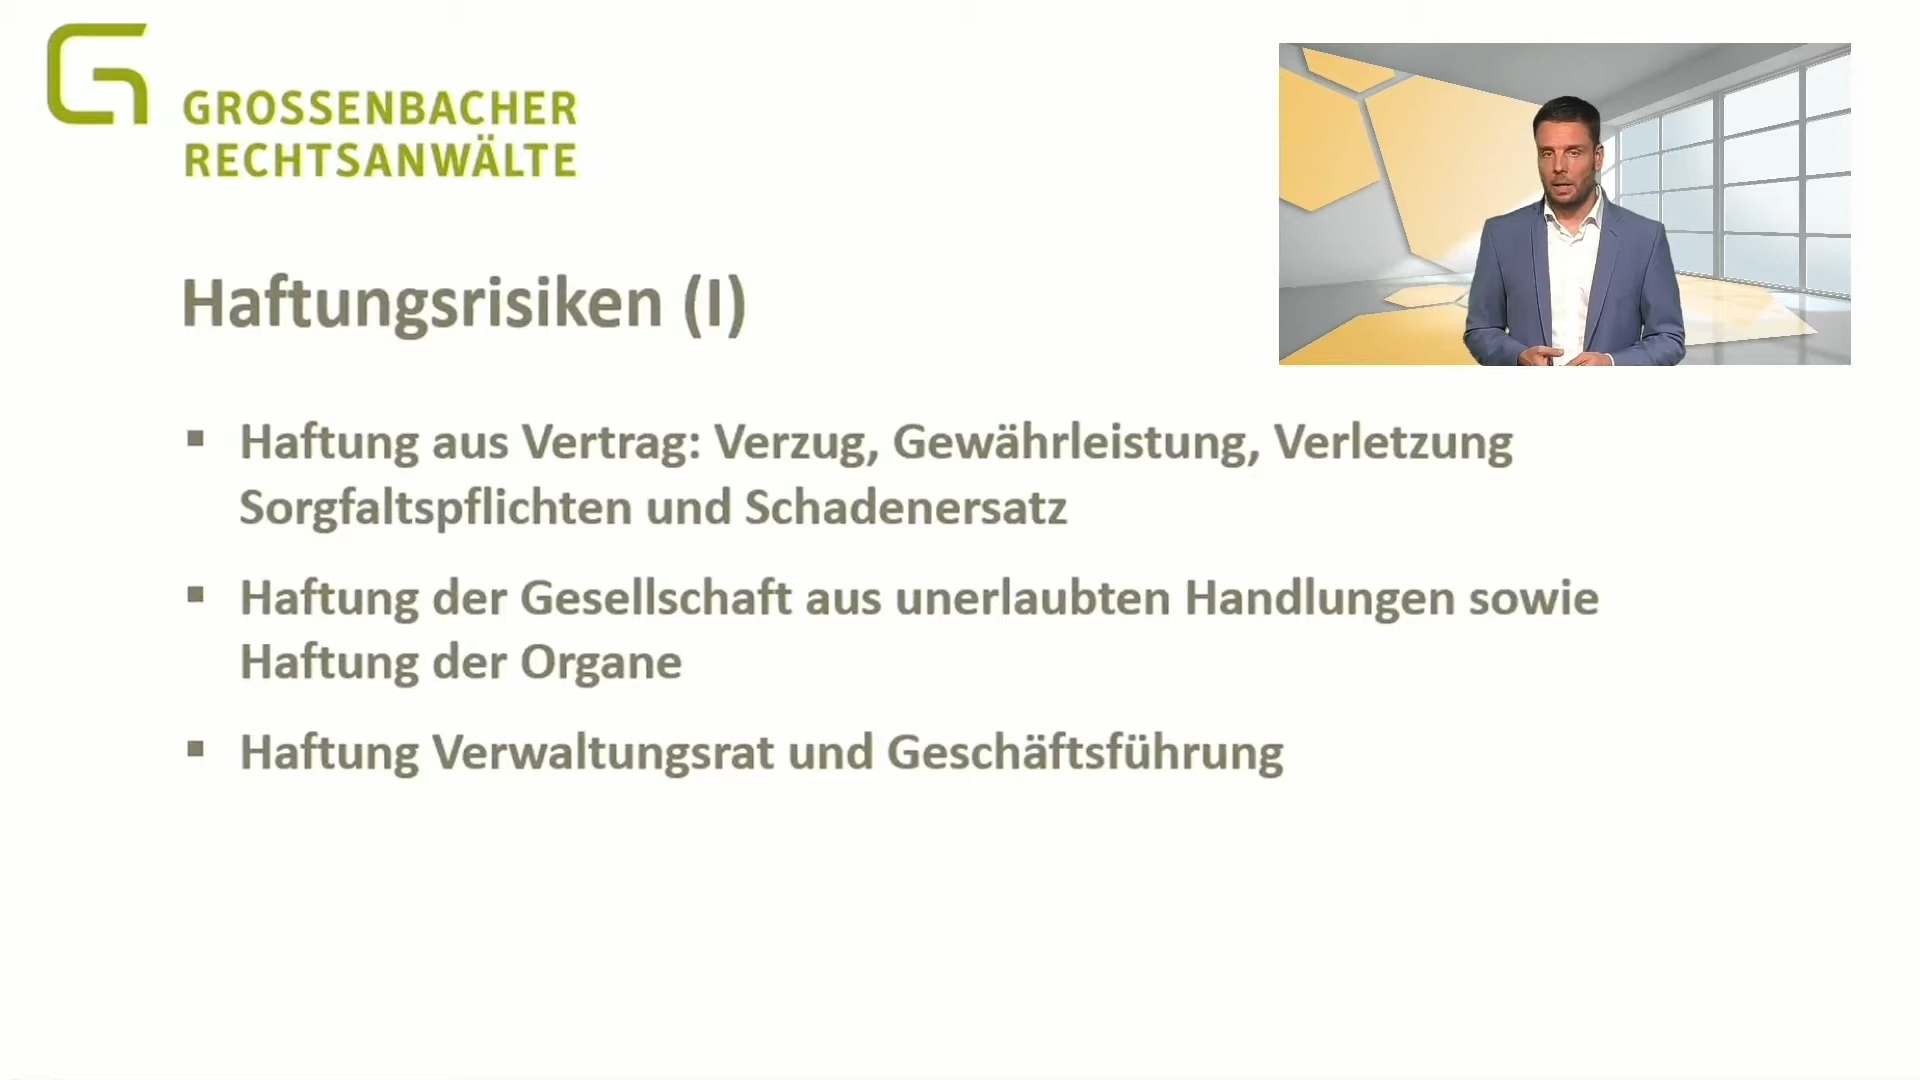 GROSSENBACHER
RECHTSANWÄLTE
Haftungsrisiken (I)
▪ Haftung aus Vertrag: Verzug, Gewährleistung, Verletzung
Sorgfaltspflichten und Schadenersatz
▪ Haftung der Gesellschaft aus unerlaubten Handlungen sowie
Haftung der Organe
▪ Haftung Verwaltungsrat und Geschäftsführung